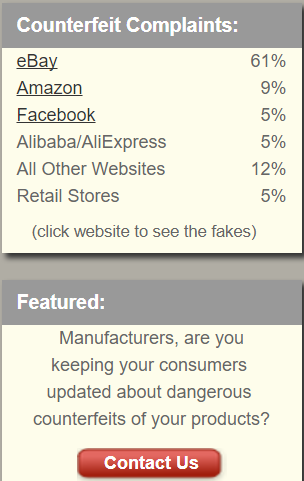 Counterfeit Complaints:
eBay 61%
Amazon 9%
Facebook 5%
Alibaba/AliExpress 5%
All Other Websites 12%
Retail Stores 5%
(click website to see the fakes)
Featured:
Manufacturers, are you
keeping your consumers
updated about dangerous
counterfeits of your products?
Contact Us